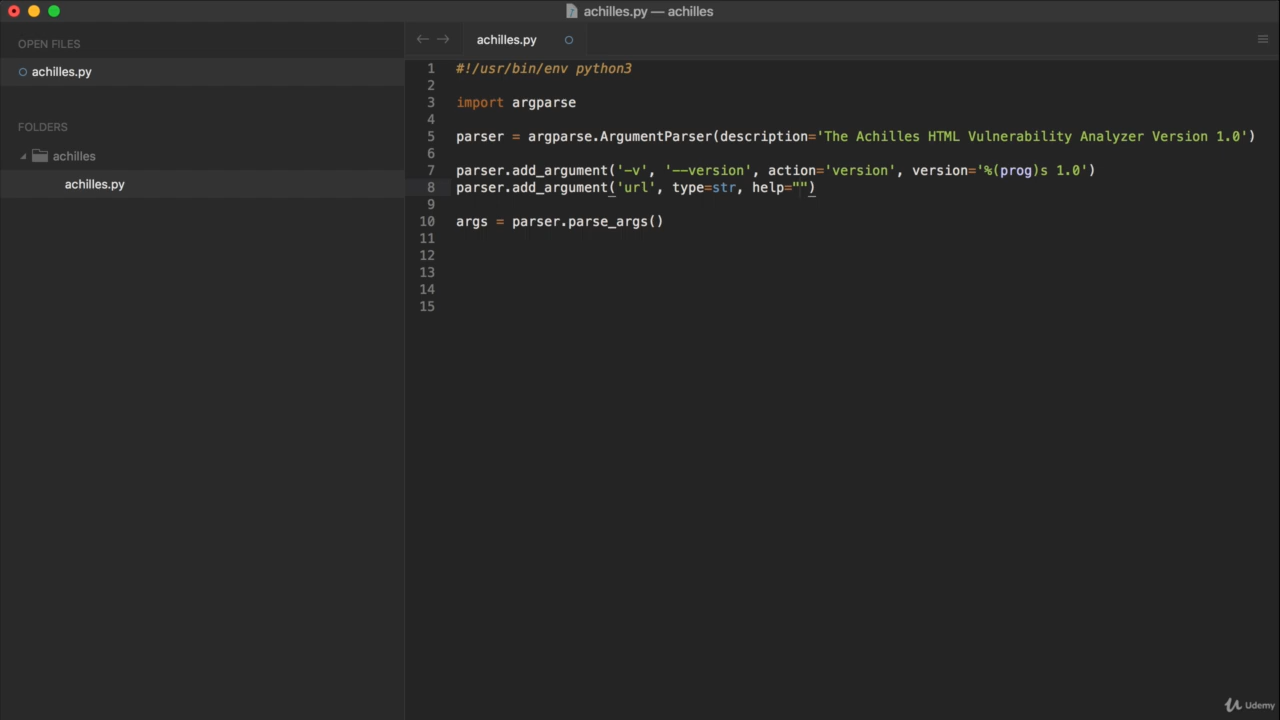 achilles.py — achilles
OPEN FILES
achilles.py
FOLDERS
achilles
achilles.py
achilles.py
1 #!/usr/bin/env python3
2
3 import argparse
4
5 parser = argparse.ArgumentParser(description='The Achilles HTML Vulnerability Analyzer Version 1.0')
6
7 parser.add_argument('-v', '--version', action='version', version='%(prog)s 1.0')
8 parser.add_argument('url', type=str, help="")
9
10 args = parser.parse_args()
11
12
13
14
15
Udemy